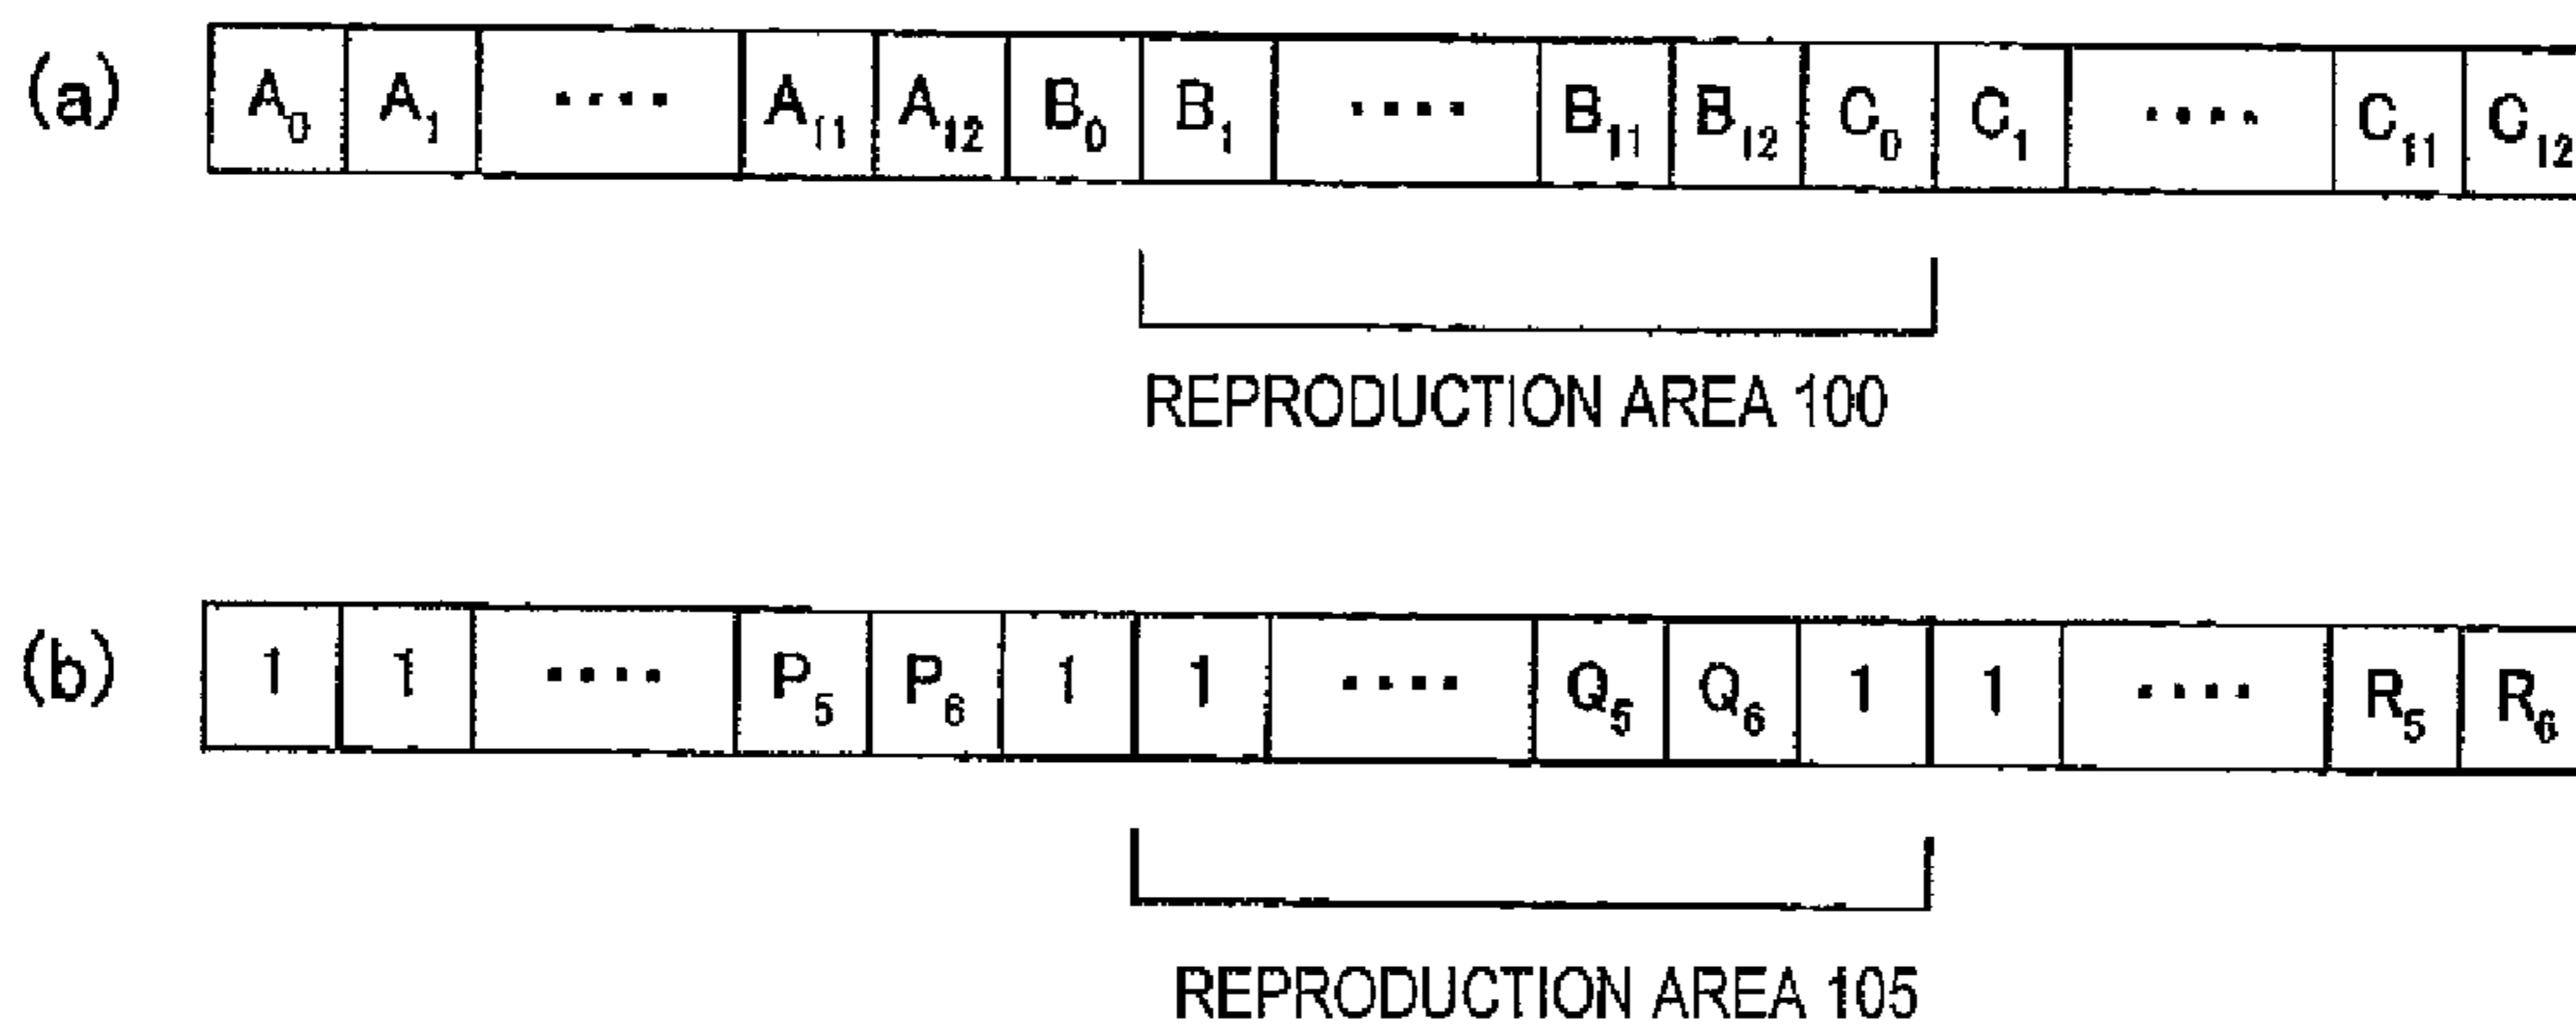 (a) A₀ A₁ ···· A₁₁ A₁₂ B₀ B₁ ···· B₁₁ B₁₂ C₀ C₁ ···· C₁₁ C₁₂
REPRODUCTION AREA 100
(b) 1 1 ···· P₅ P₆ 1 1 ···· Q₅ Q₆ 1 1 ···· R₅ R₆
REPRODUCTION AREA 105